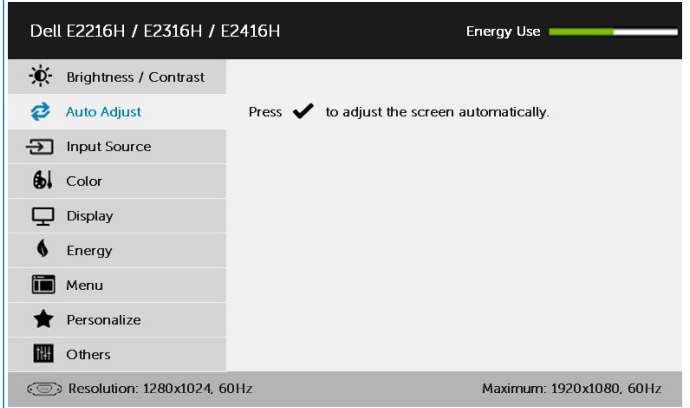 Dell E2216H / E2316H / E2416H Energy Use
Brightness / Contrast
Auto Adjust Press to adjust the screen automatically.
Input Source
Color
Display
Energy
Menu
Personalize
Others
Resolution: 1280x1024, 60Hz Maximum: 1920x1080, 60Hz